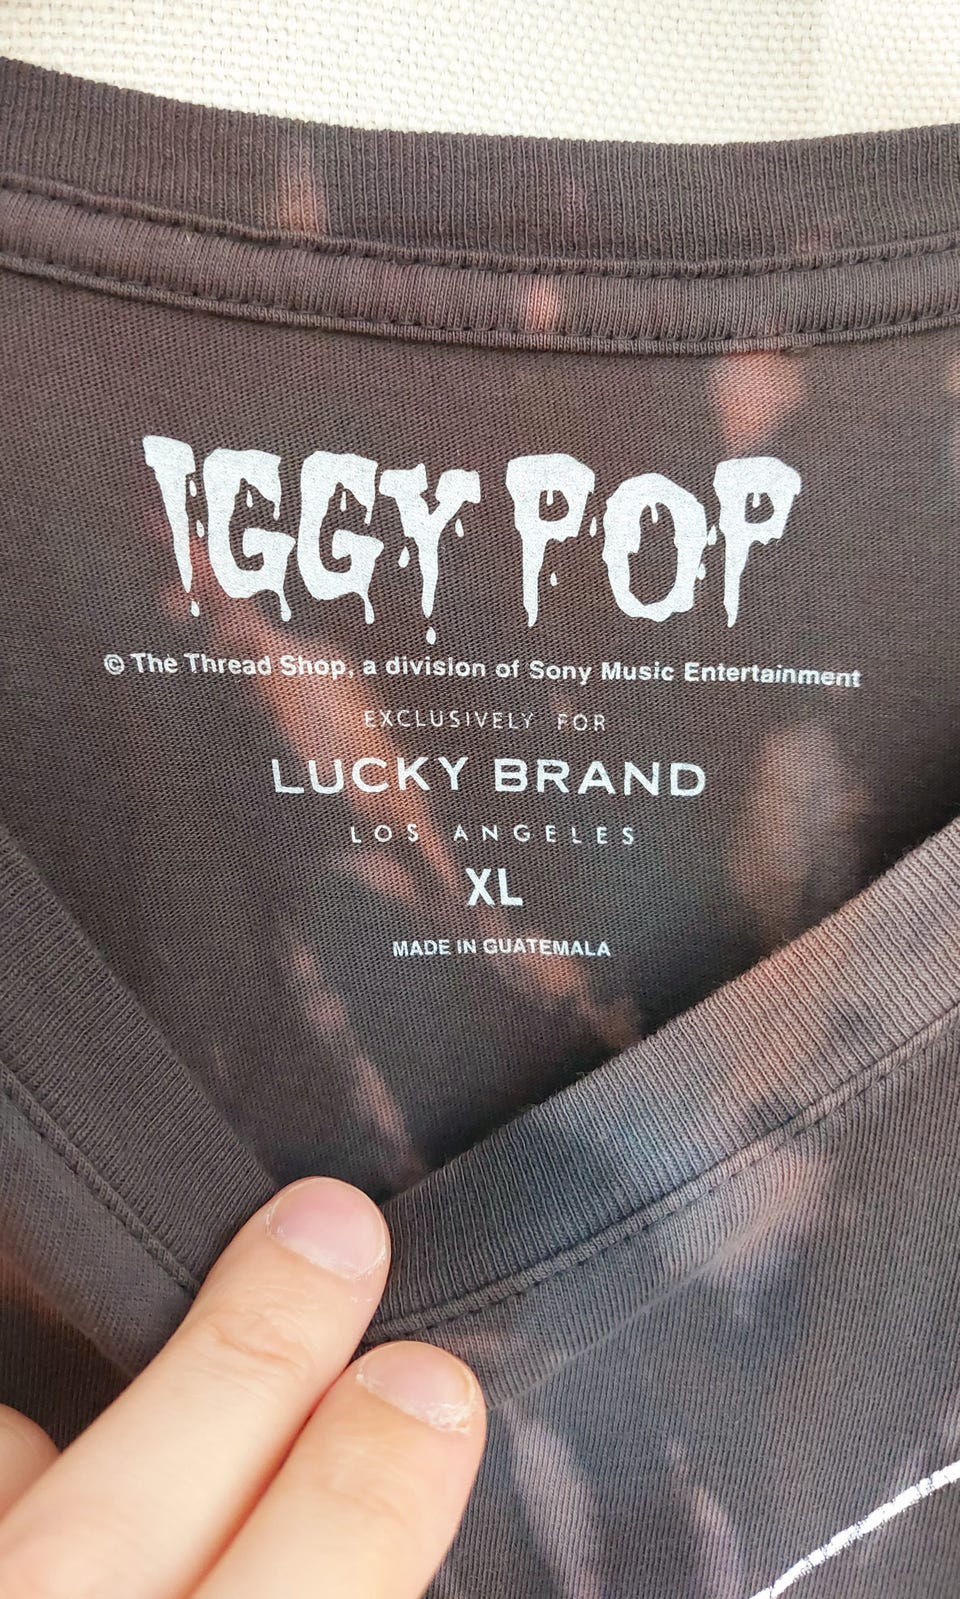 IGGY POP
© The Thread Shop, a division of Sony Music Entertainment
EXCLUSIVELY FOR
LUCKY BRAND
LOS ANGELES
XL
MADE IN GUATEMALA